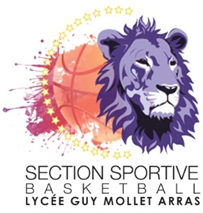 SECTION SPORTIVE
BASKETBALL
LYCÉE GUY MOLLET ARRAS